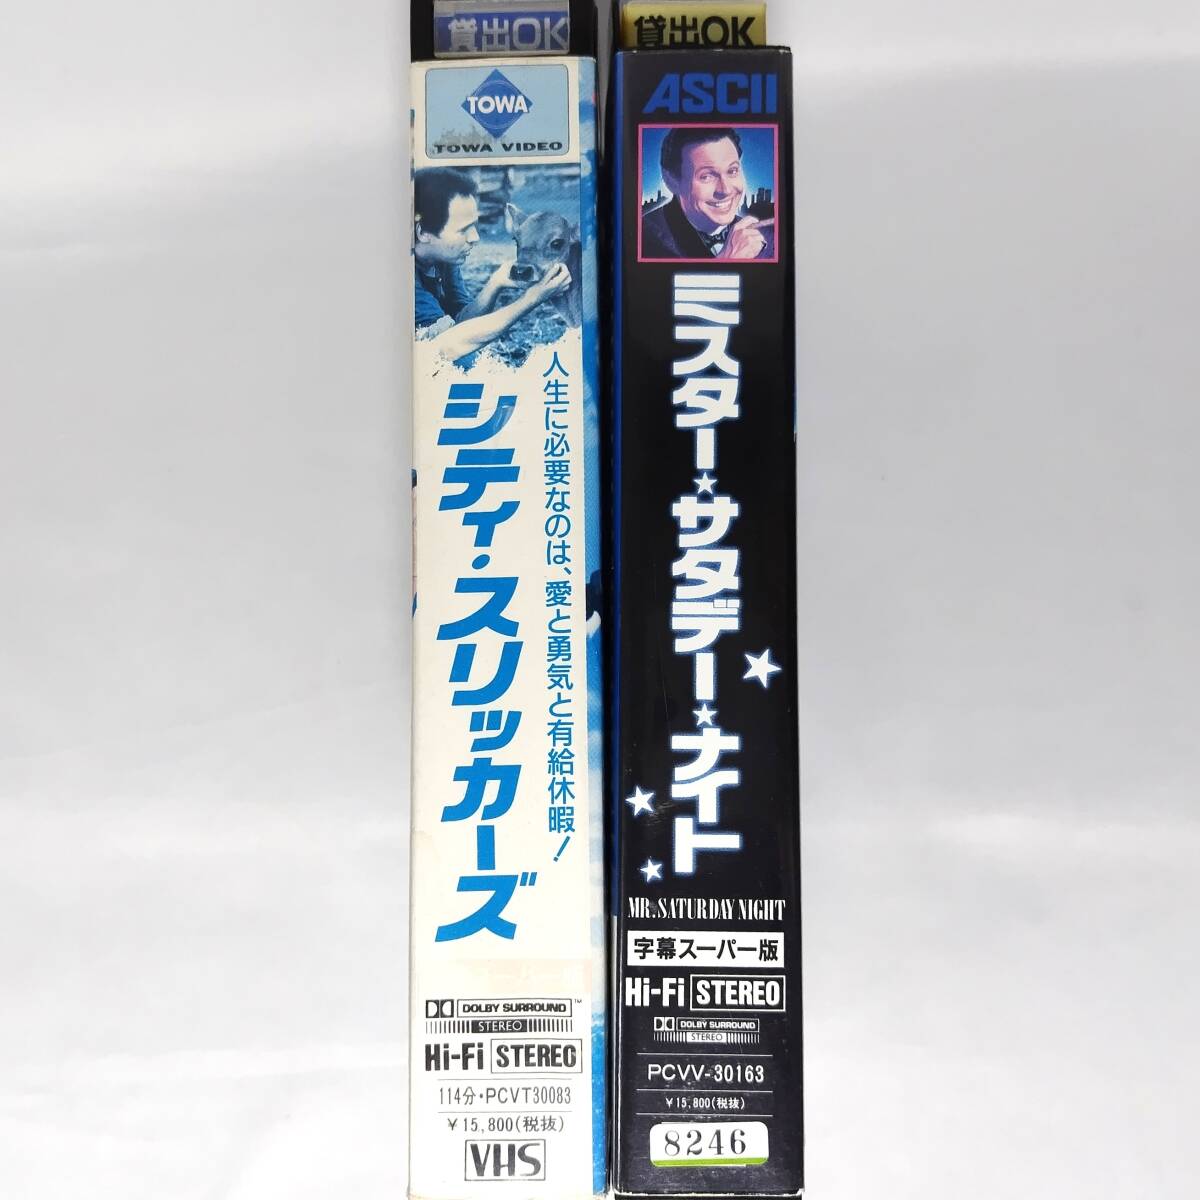 貸出OK
TOWA
TOWA VIDEO
人生に必要なのは、愛と勇気と有給休暇!
シティ・スリッカーズ
DOLBY SURROUND™
STEREO
Hi-Fi STEREO
114分・PCVT30083
¥15,800(税抜)
VHS
貸出OK
ASCII
ミスター★サタデー★ナイト
MR. SATURDAY NIGHT
字幕スーパー版
Hi-Fi STEREO
DOLBY SURROUND
STEREO
PCVV-30163
¥15,800(税抜)
8246